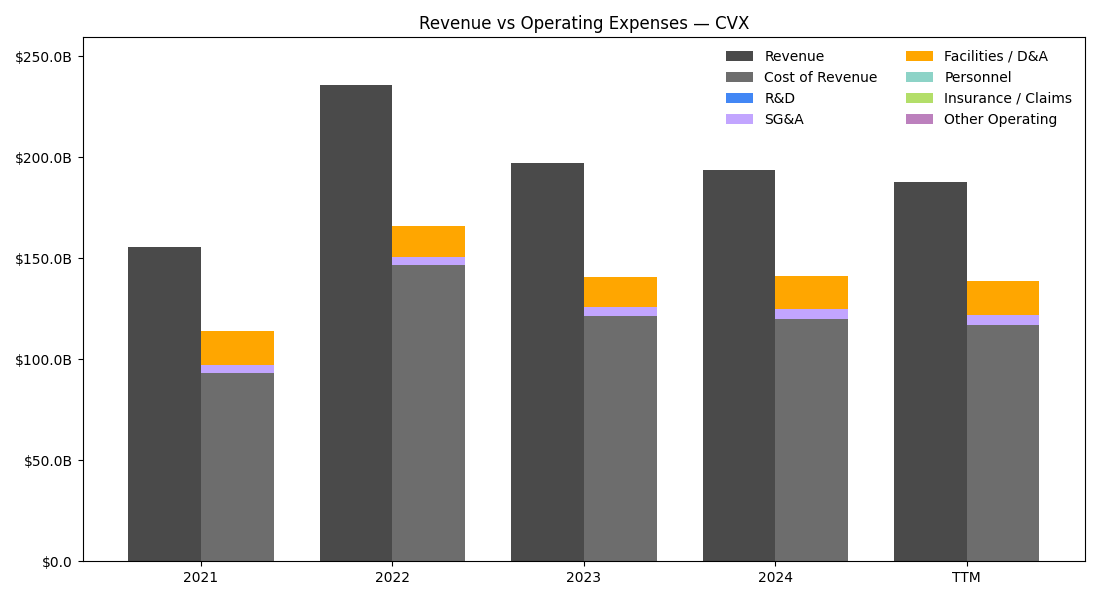 Revenue vs Operating Expenses — CVX
$250.0B
$200.0B
$150.0B
$100.0B
$50.0B
$0.0
Revenue
Cost of Revenue
R&D
SG&A
Facilities / D&A
Personnel
Insurance / Claims
Other Operating
2021
2022
2023
2024
TTM